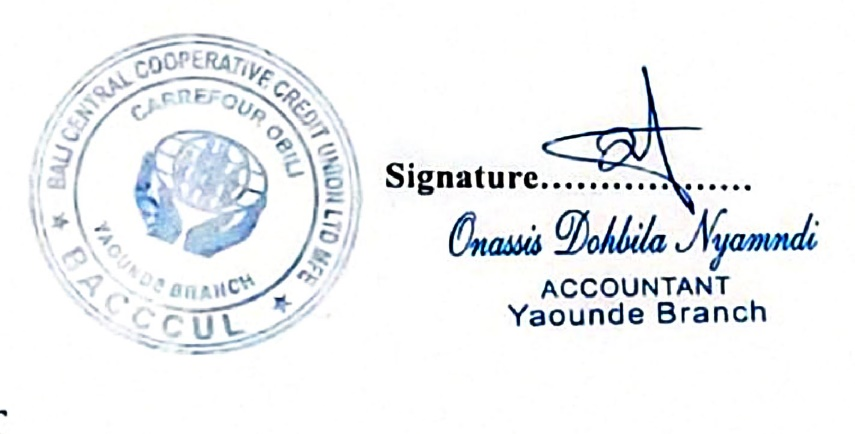 BALI CENTRAL COOPERATIVE CREDIT UNION LTD MFE
CARREFOUR OBILI
YAOUNDE BRANCH
★ BACCCUL ★
Signature..................
Onassis Dohbila Nyamndi
ACCOUNTANT
Yaounde Branch